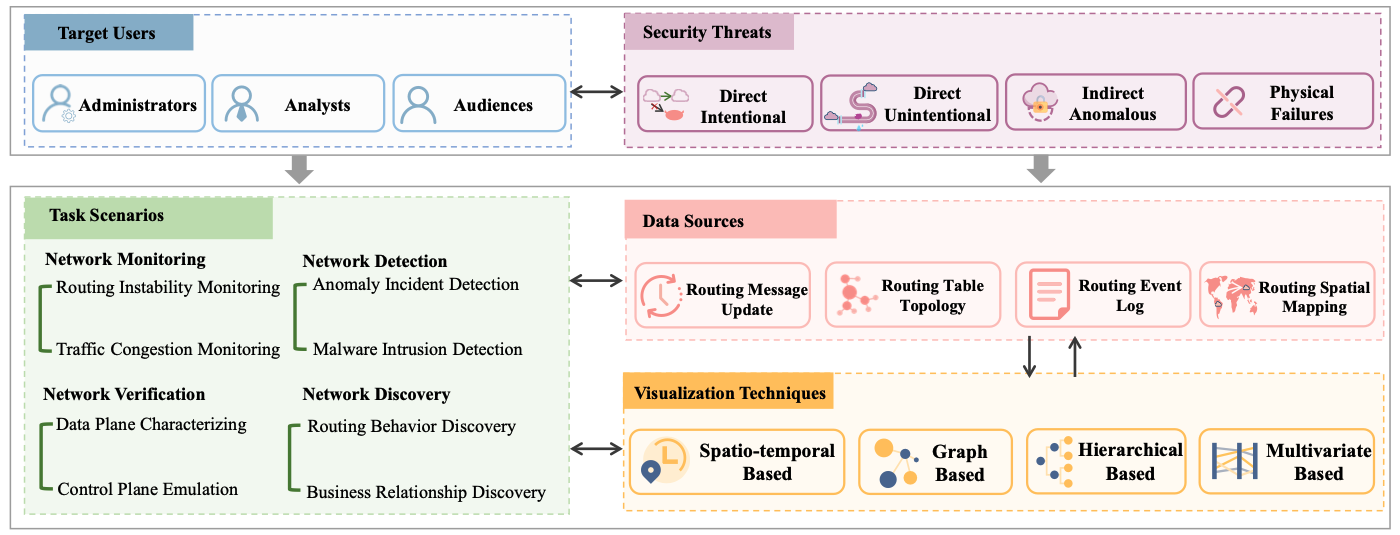 Target Users
Administrators
Analysts
Audiences
Security Threats
Direct
Intentional
Direct
Unintentional
Indirect
Anomalous
Physical
Failures
Task Scenarios
Network Monitoring
Routing Instability Monitoring
Traffic Congestion Monitoring
Network Detection
Anomaly Incident Detection
Malware Intrusion Detection
Network Verification
Data Plane Characterizing
Control Plane Emulation
Network Discovery
Routing Behavior Discovery
Business Relationship Discovery
Data Sources
Routing Message
Update
Routing Table
Topology
Routing Event
Log
Routing Spatial
Mapping
Visualization Techniques
Spatio-temporal
Based
Graph
Based
Hierarchical
Based
Multivariate
Based